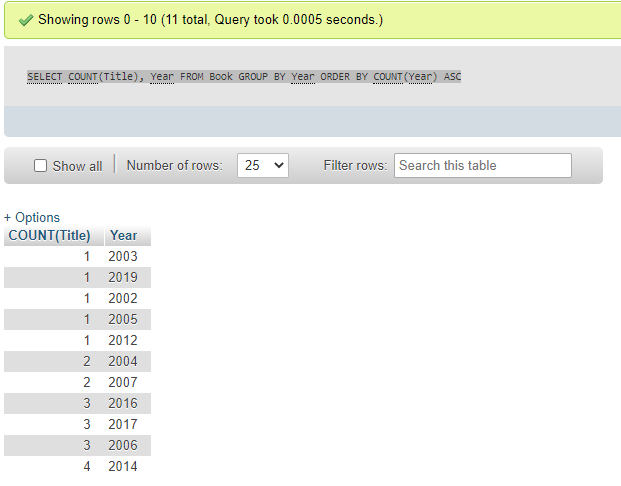 Showing rows 0 - 10 (11 total, Query took 0.0005 seconds.)
SELECT COUNT(Title), Year FROM Book GROUP BY Year ORDER BY COUNT(Year) ASC
Show all Number of rows: 25 Filter rows: Search this table
+ Options
COUNT(Title) Year
1 2003
1 2019
1 2002
1 2005
1 2012
2 2004
2 2007
3 2016
3 2017
3 2006
4 2014